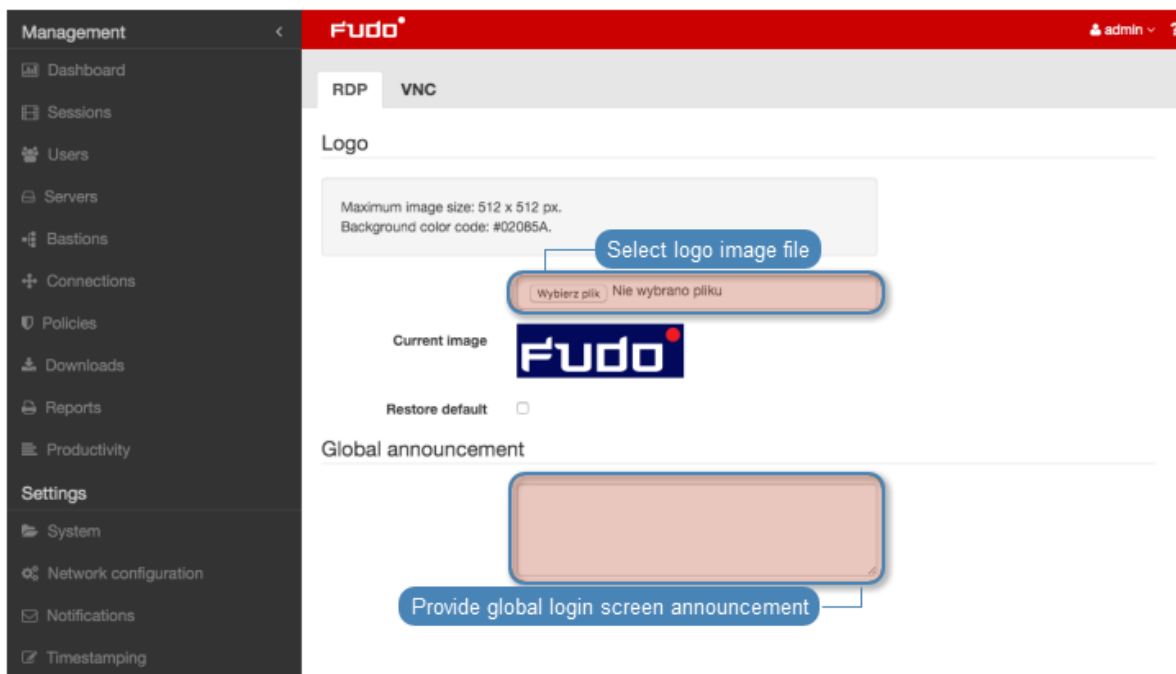 Management
Dashboard
Sessions
Users
Servers
Bastions
Connections
Policies
Downloads
Reports
Productivity
Settings
System
Network configuration
Notifications
Timestamping
Fudo
admin
?
RDP VNC
Logo
Maximum image size: 512 x 512 px.
Background color code: #02085A.
Select logo image file
Wybierz plik Nie wybrano pliku
Current image
Fudo
Restore default
Global announcement
Provide global login screen announcement